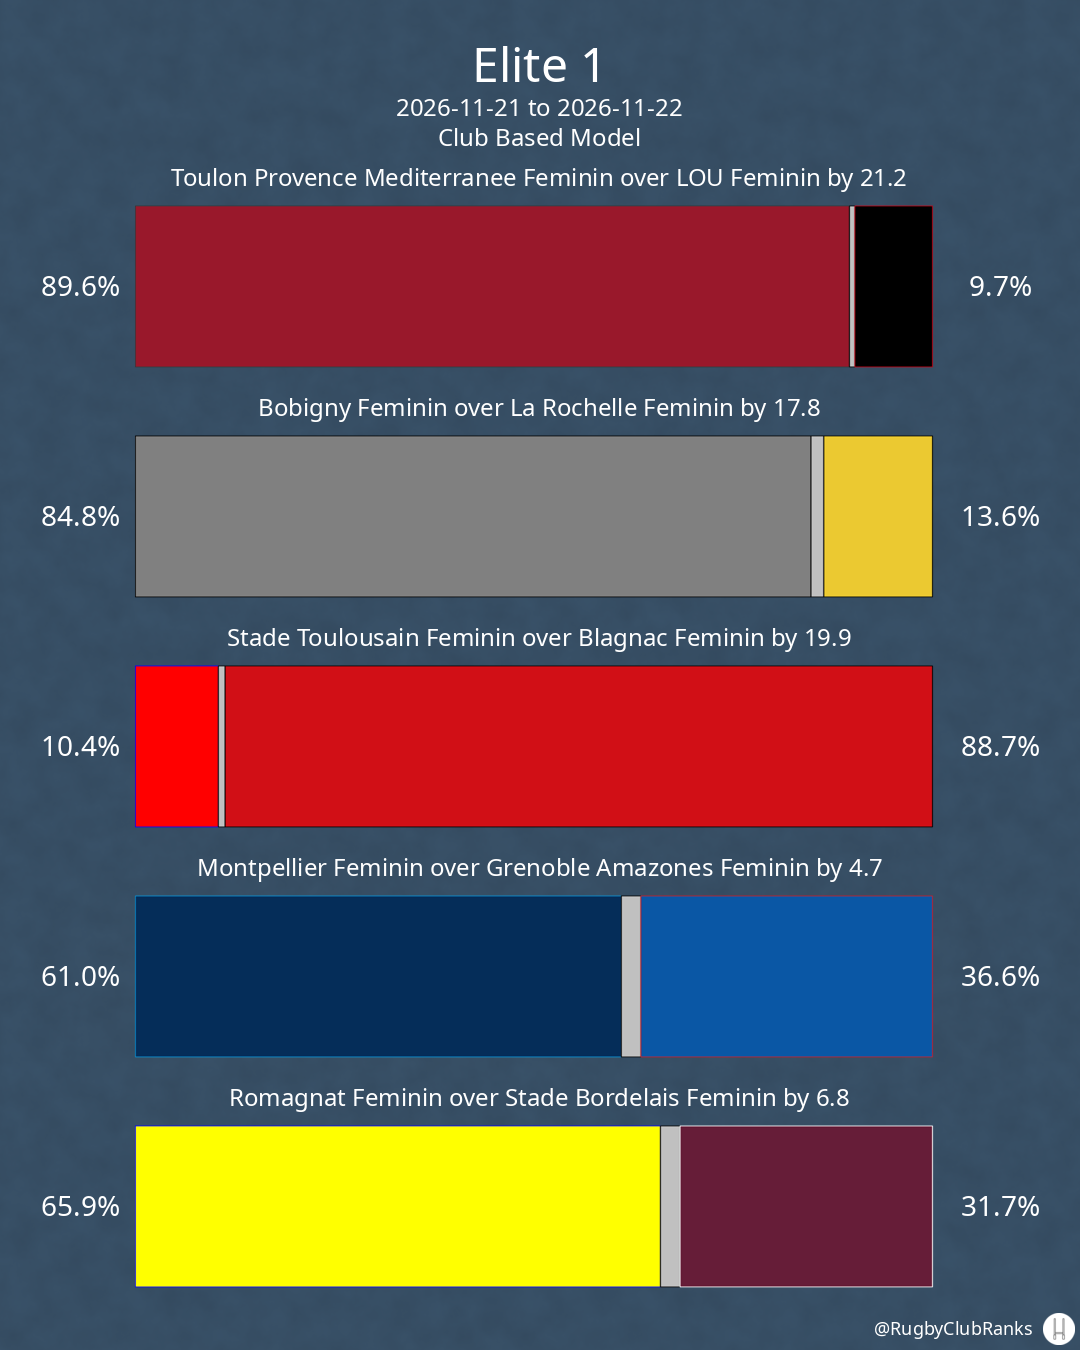 Elite 1
2026-11-21 to 2026-11-22
Club Based Model
Toulon Provence Mediterranee Feminin over LOU Feminin by 21.2
89.6%
9.7%
Bobigny Feminin over La Rochelle Feminin by 17.8
84.8%
13.6%
Stade Toulousain Feminin over Blagnac Feminin by 19.9
10.4%
88.7%
Montpellier Feminin over Grenoble Amazones Feminin by 4.7
61.0%
36.6%
Romagnat Feminin over Stade Bordelais Feminin by 6.8
65.9%
31.7%
@RugbyClubRanks